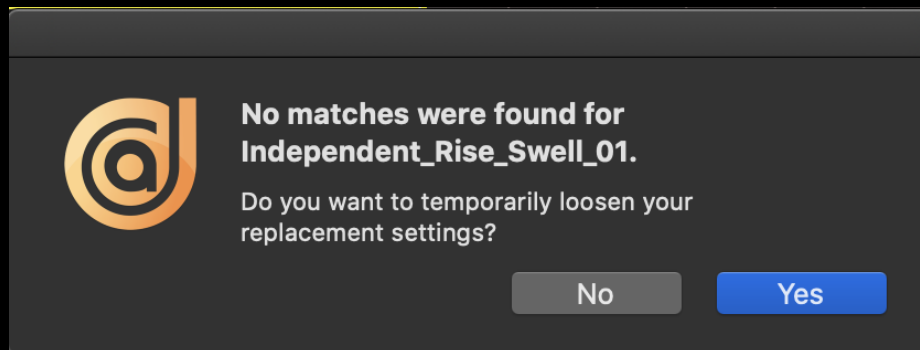 No matches were found for
Independent_Rise_Swell_01.
Do you want to temporarily loosen your
replacement settings?
No
Yes